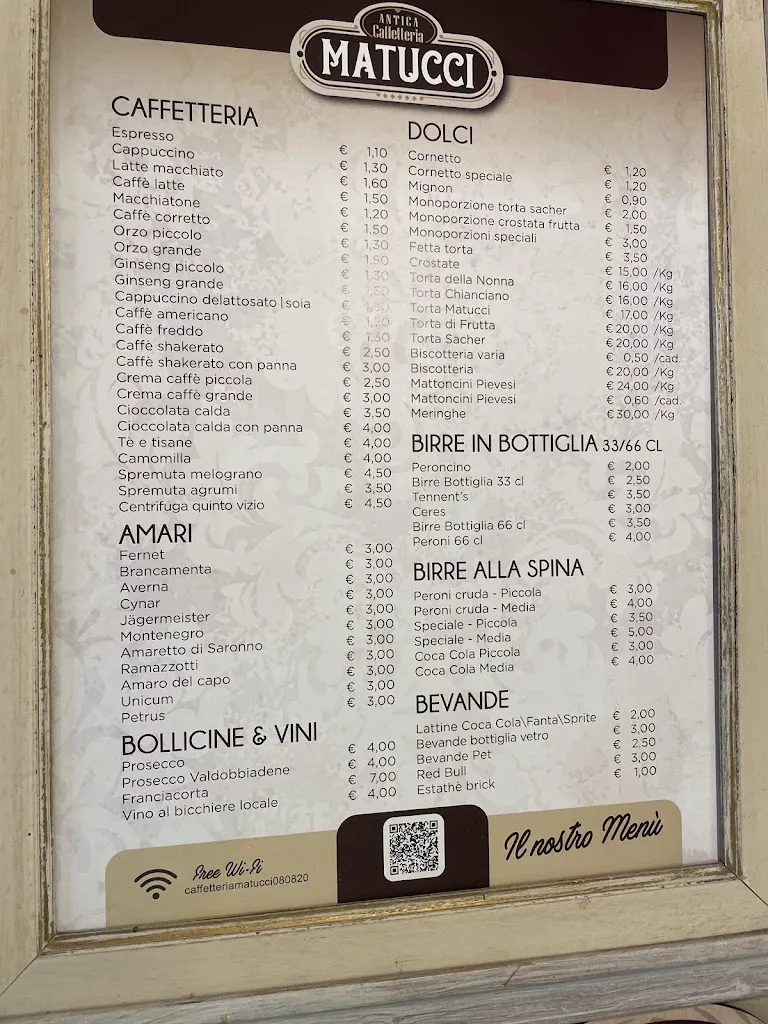 ANTICA
Caffetteria
MATUCCI
CAFFETTERIA
Espresso € 1,10
Cappuccino € 1,30
Latte macchiato € 1,60
Caffè latte € 1,50
Macchiatone € 1,20
Caffè corretto € 1,50
Orzo piccolo € 1,30
Orzo grande € 1,50
Ginseng piccolo € 1,30
Ginseng grande € 1,50
Cappuccino delattosato|soia €
Caffè americano €
Caffè freddo € 1,30
Caffè shakerato € 2,50
Caffè shakerato con panna € 3,00
Crema caffè piccola € 2,50
Crema caffè grande € 3,00
Cioccolata calda € 3,50
Cioccolata calda con panna € 4,00
Tè e tisane € 4,00
Camomilla € 4,00
Spremuta melograno € 4,50
Spremuta agrumi € 3,50
Centrifuga quinto vizio € 4,50
AMARI
Fernet € 3,00
Brancamenta € 3,00
Averna € 3,00
Cynar € 3,00
Jägermeister € 3,00
Montenegro € 3,00
Amaretto di Saronno € 3,00
Ramazzotti € 3,00
Amaro del capo € 3,00
Unicum € 3,00
Petrus € 3,00
BOLLICINE & VINI
Prosecco € 4,00
Prosecco Valdobbiadene € 4,00
Franciacorta € 7,00
Vino al bicchiere locale € 4,00
DOLCI
Cornetto € 1,20
Cornetto speciale € 1,20
Mignon € 0,90
Monoporzione torta sacher € 2,00
Monoporzione crostata frutta € 1,50
Monoporzioni speciali € 3,00
Fetta torta € 3,50
Crostate € 15,00 /Kg
Torta della Nonna € 16,00 /Kg
Torta Chianciano € 16,00 /Kg
Torta Matucci € 17,00 /Kg
Torta di Frutta €20,00 /Kg
Torta Sacher €20,00 /Kg
Biscotteria varia € 0,50 /cad.
Biscotteria €20,00 /Kg
Mattoncini Pievesi € 24,00 /Kg
Mattoncini Pievesi € 0,60 /cad.
Meringhe €30,00 /Kg
BIRRE IN BOTTIGLIA 33/66 CL
Peroncino € 2,00
Birre Bottiglia 33 cl € 2,50
Tennent's € 3,50
Ceres € 3,00
Birre Bottiglia 66 cl € 3,50
Peroni 66 cl € 4,00
BIRRE ALLA SPINA
Peroni cruda - Piccola € 3,00
Peroni cruda - Media € 4,00
Speciale - Piccola € 3,50
Speciale - Media € 5,00
Coca Cola Piccola € 3,00
Coca Cola Media € 4,00
BEVANDE
Lattine Coca Cola\Fanta\Sprite € 2,00
Bevande bottiglia vetro € 3,00
Bevande Pet € 2,50
Red Bull € 3,00
Estathè brick € 1,00
Free Wi-Fi
caffetteriamatucci080820
Il nostro Menù